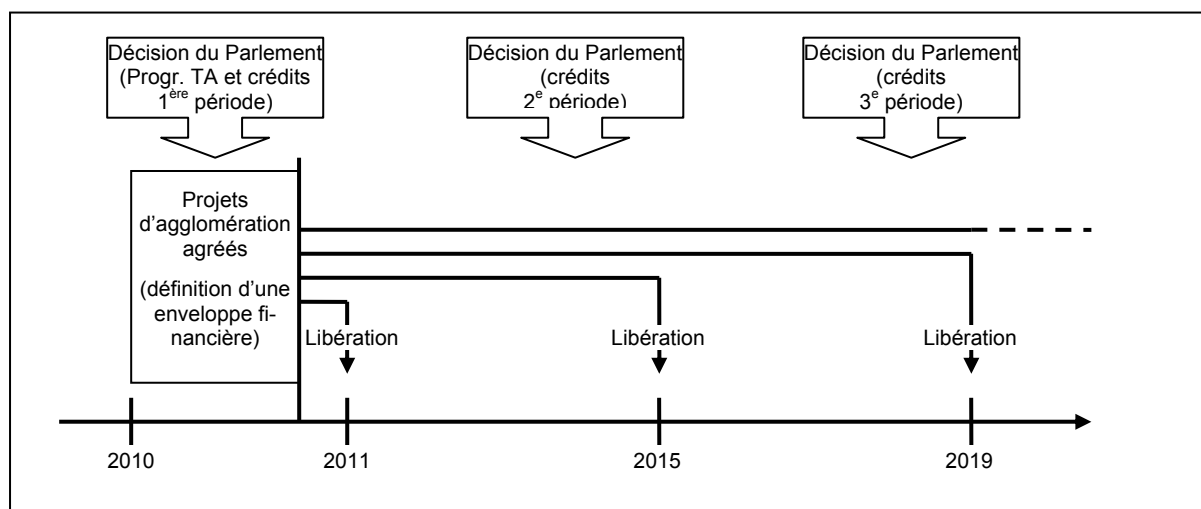 Décision du Parlement
(Progr. TA et crédits
1ère période)
Décision du Parlement
(crédits
2e période)
Décision du Parlement
(crédits
3e période)
Projets
d'agglomération
agréés
(définition d'une
enveloppe fi-
nancière)
Libération
Libération
Libération
2010
2011
2015
2019